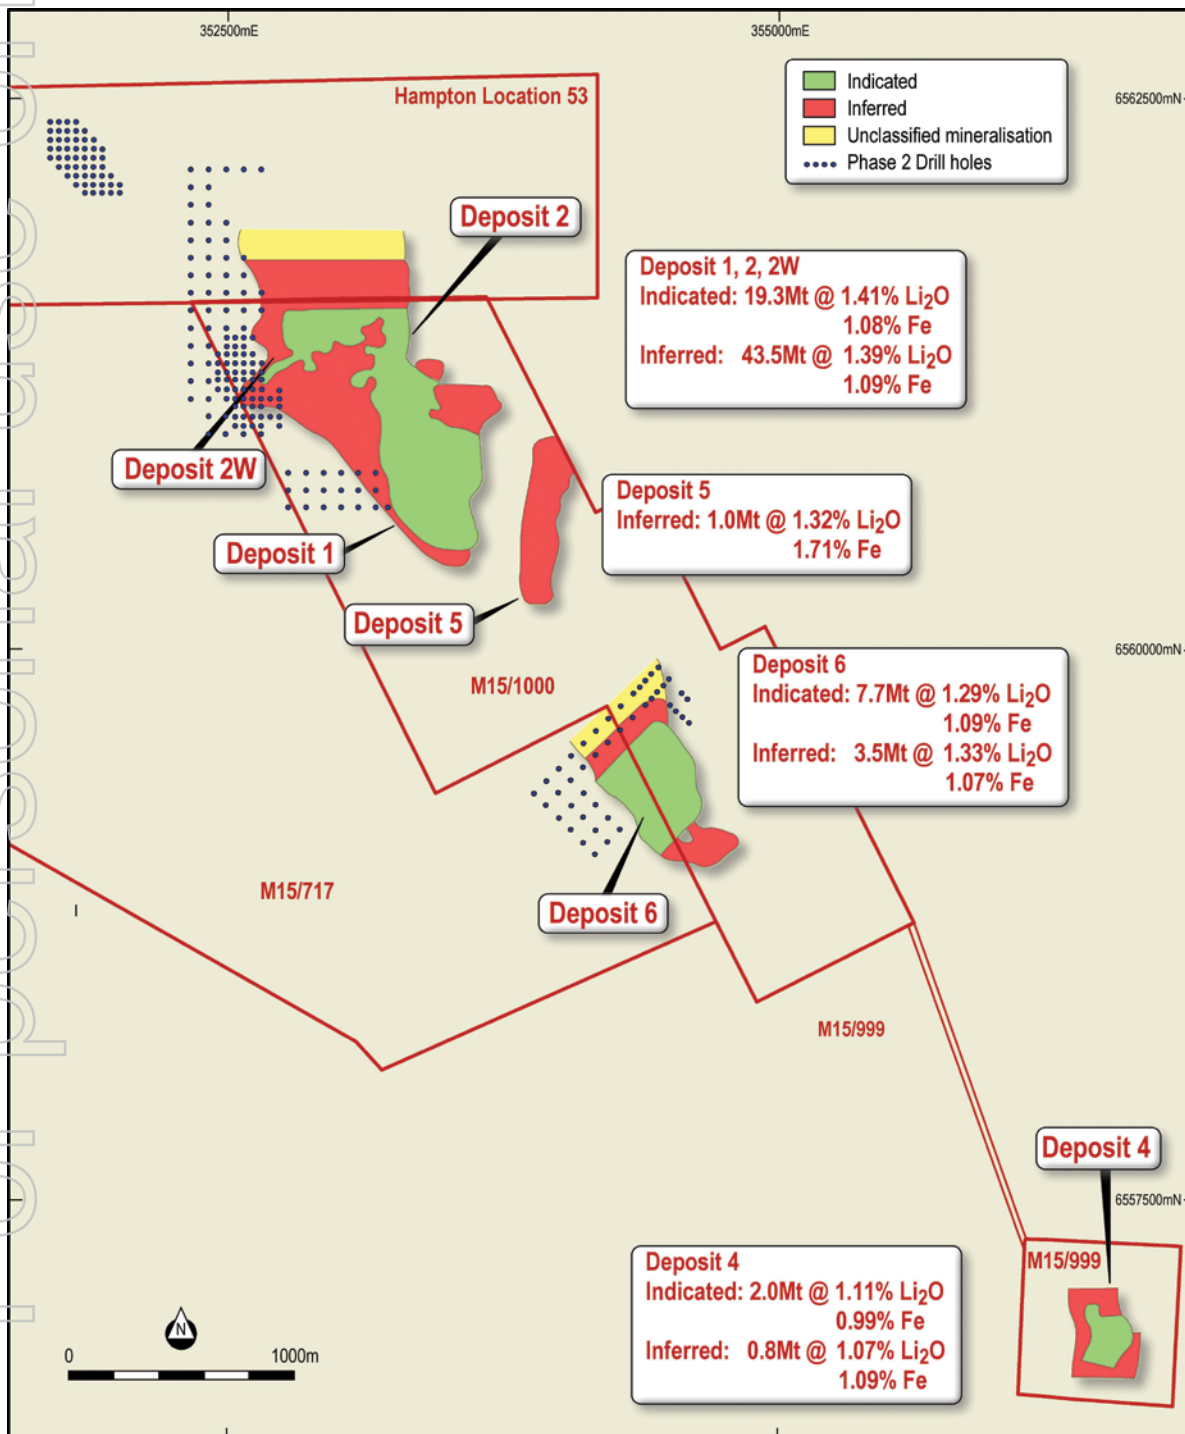 352500mE
355000mE
Hampton Location 53
6562500mN
Indicated
Inferred
Unclassified mineralisation
Phase 2 Drill holes
Deposit 2
Deposit 1, 2, 2W
Indicated: 19.3Mt @ 1.41% Li₂O
1.08% Fe
Inferred: 43.5Mt @ 1.39% Li₂O
1.09% Fe
Deposit 2W
Deposit 5
Inferred: 1.0Mt @ 1.32% Li₂O
1.71% Fe
Deposit 1
Deposit 5
6560000mN
M15/1000
Deposit 6
Indicated: 7.7Mt @ 1.29% Li₂O
1.09% Fe
Inferred: 3.5Mt @ 1.33% Li₂O
1.07% Fe
M15/717
Deposit 6
M15/999
Deposit 4
6557500mN
M15/999
Deposit 4
Indicated: 2.0Mt @ 1.11% Li₂O
0.99% Fe
Inferred: 0.8Mt @ 1.07% Li₂O
1.09% Fe
N
0 1000m